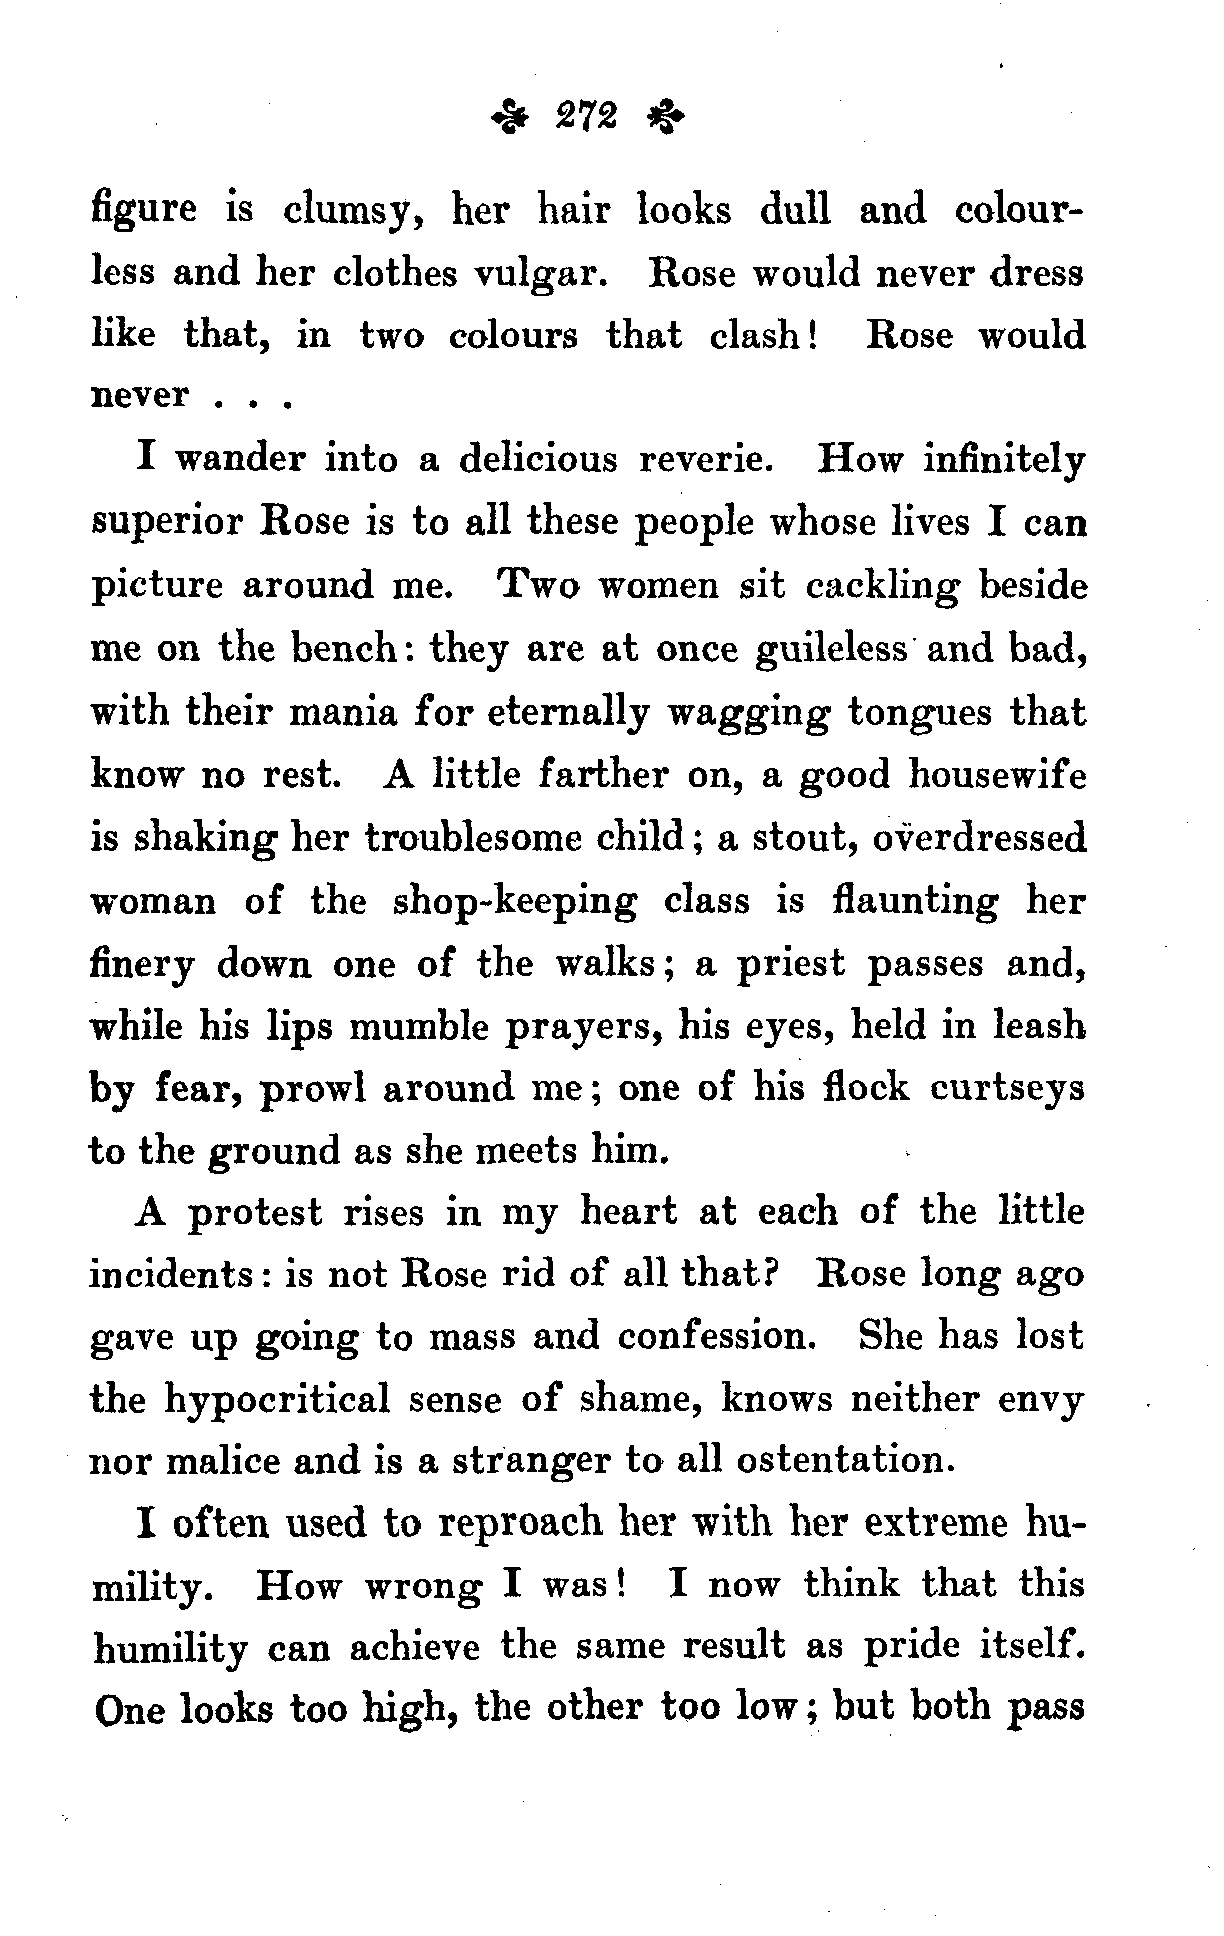 272
figure is clumsy, her hair looks dull and colour-
less and her clothes vulgar. Rose would never dress
like that, in two colours that clash! Rose would
never . . .
I wander into a delicious reverie. How infinitely
superior Rose is to all these people whose lives I can
picture around me. Two women sit cackling beside
me on the bench: they are at once guileless and bad,
with their mania for eternally wagging tongues that
know no rest. A little farther on, a good housewife
is shaking her troublesome child; a stout, overdressed
woman of the shop-keeping class is flaunting her
finery down one of the walks; a priest passes and,
while his lips mumble prayers, his eyes, held in leash
by fear, prowl around me; one of his flock curtseys
to the ground as she meets him.
A protest rises in my heart at each of the little
incidents: is not Rose rid of all that? Rose long ago
gave up going to mass and confession. She has lost
the hypocritical sense of shame, knows neither envy
nor malice and is a stranger to all ostentation.
I often used to reproach her with her extreme hu-
mility. How wrong I was! I now think that this
humility can achieve the same result as pride itself.
One looks too high, the other too low; but both pass